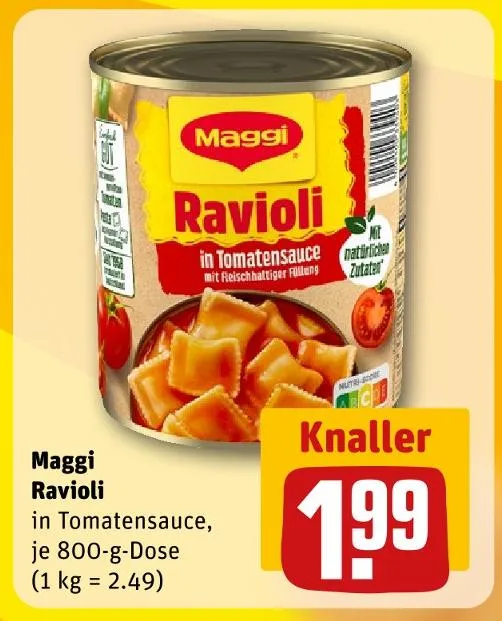 Maggi
Ravioli
in Tomatensauce
mit fleischhaltiger Füllung
Mit
natürlichen
Zutaten
GUT
NUTRI-SCORE
A B C D E
Knaller
1.99
Maggi
Ravioli
in Tomatensauce,
je 800-g-Dose
(1 kg = 2.49)